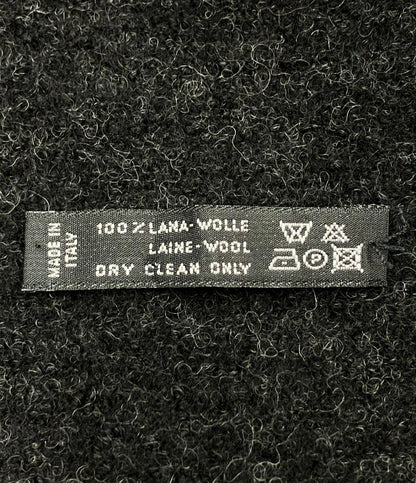 MADE IN
ITALY
100% LANA-WOLLE
LAINE-WOOL
DRY CLEAN ONLY
P